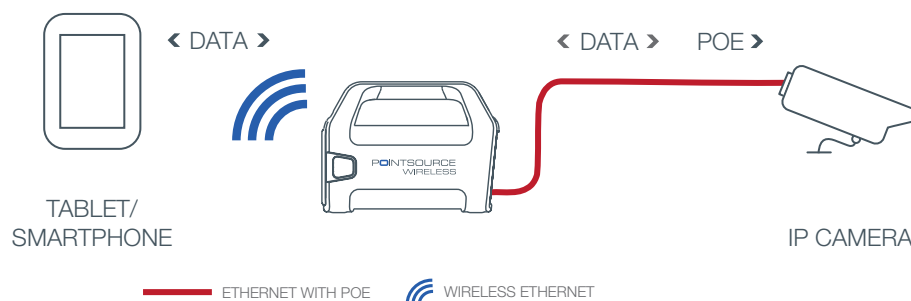 < DATA >
< DATA >
POE >
POINTSOURCE
WIRELESS
TABLET/
SMARTPHONE
IP CAMERA
ETHERNET WITH POE
WIRELESS ETHERNET